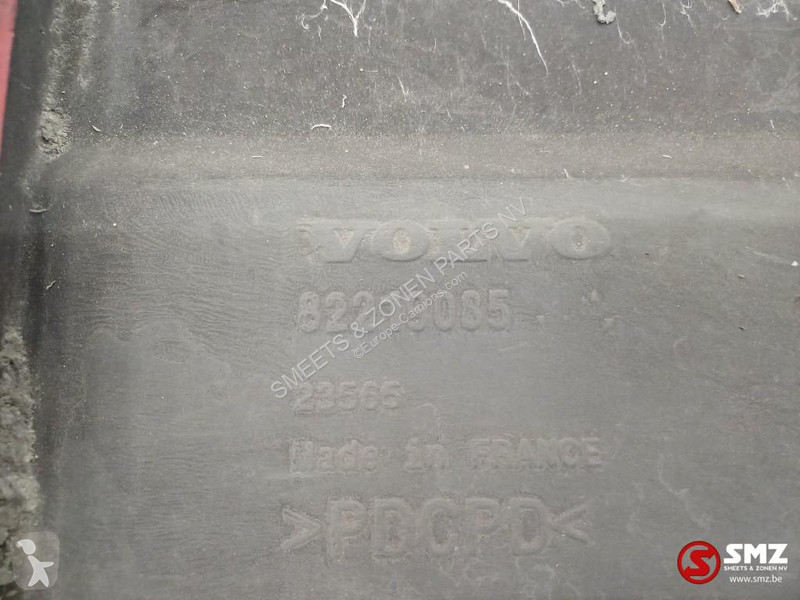 VOLVO
82223085
23565
Made in FRANCE
>PDCPD<
SMEETS & ZONEN PARTS NV
©Europe-Camions.com
SMZ
SMEETS & ZONEN NV
www.smz.be